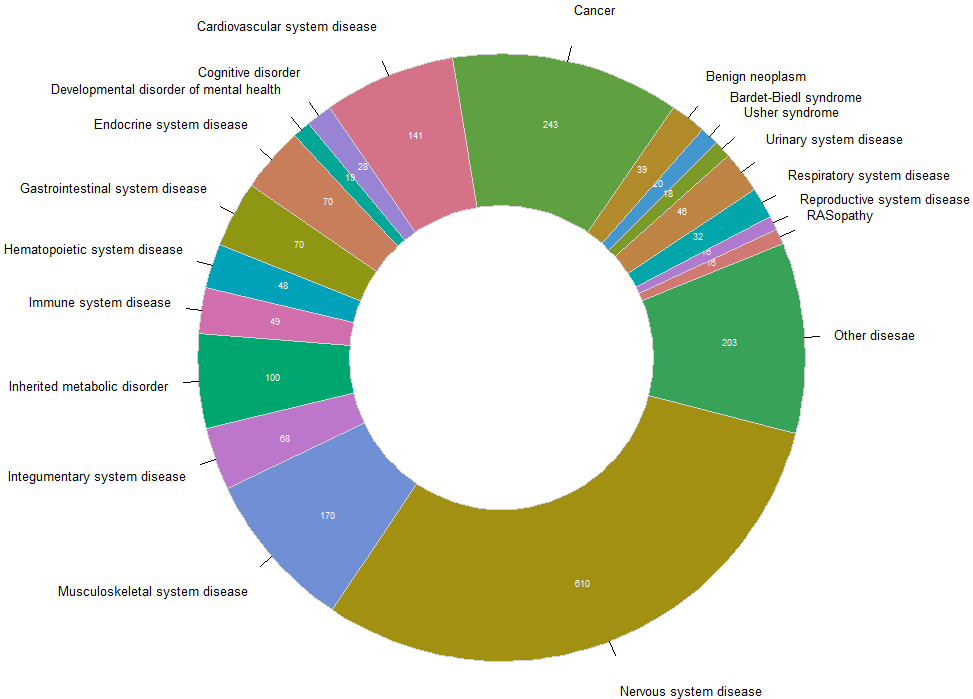 Cancer
Cardiovascular system disease
Cognitive disorder
Benign neoplasm
Developmental disorder of mental health
Bardet-Biedl syndrome
Usher syndrome
Endocrine system disease
Urinary system disease
Gastrointestinal system disease
Respiratory system disease
Reproductive system disease
RASopathy
Hematopoietic system disease
Immune system disease
Other disesae
Inherited metabolic disorder
Integumentary system disease
Musculoskeletal system disease
Nervous system disease
243
141
39
28
20
19
18
70
46
70
32
16
48
49
203
100
68
170
610